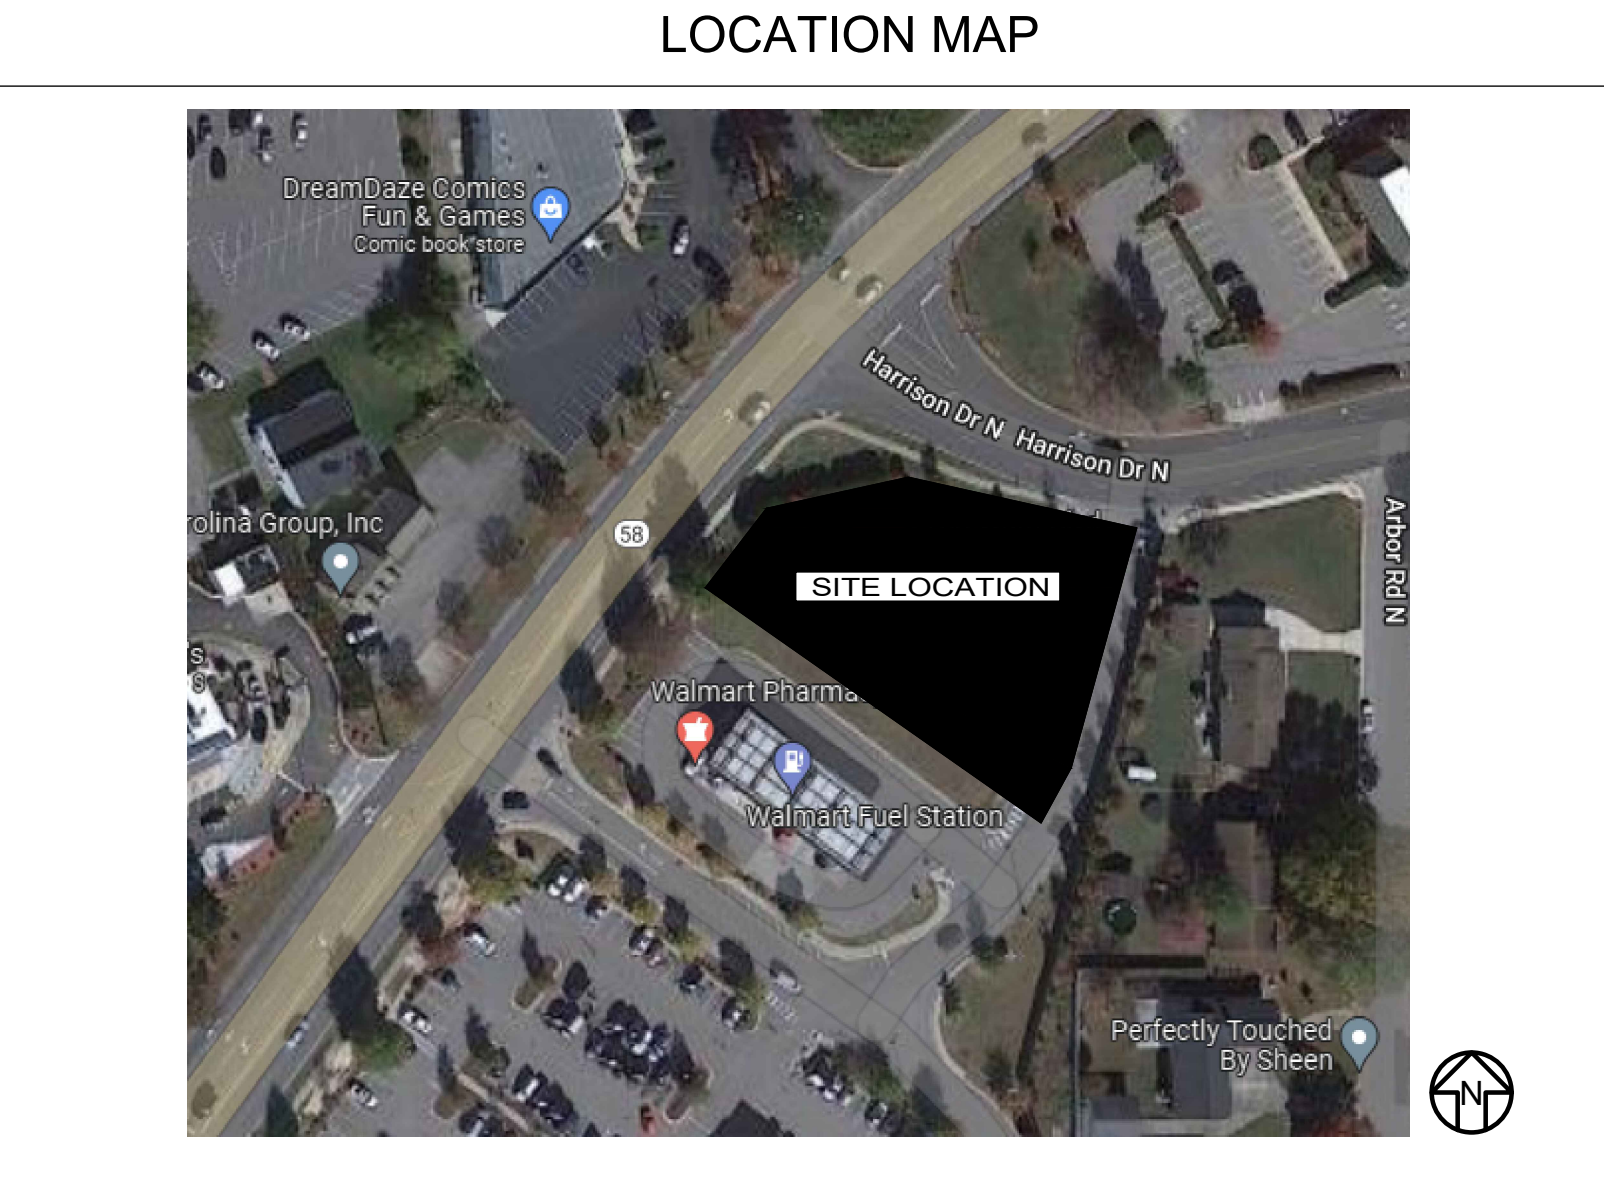 LOCATION MAP
DreamDaze Comics
Fun & Games
Comic book store
Harrison Dr N
Harrison Dr N
rolina Group, Inc
58
Arbor Rd N
SITE LOCATION
's
s
Walmart Pharma
Walmart Fuel Station
Perfectly Touched
By Sheen
N